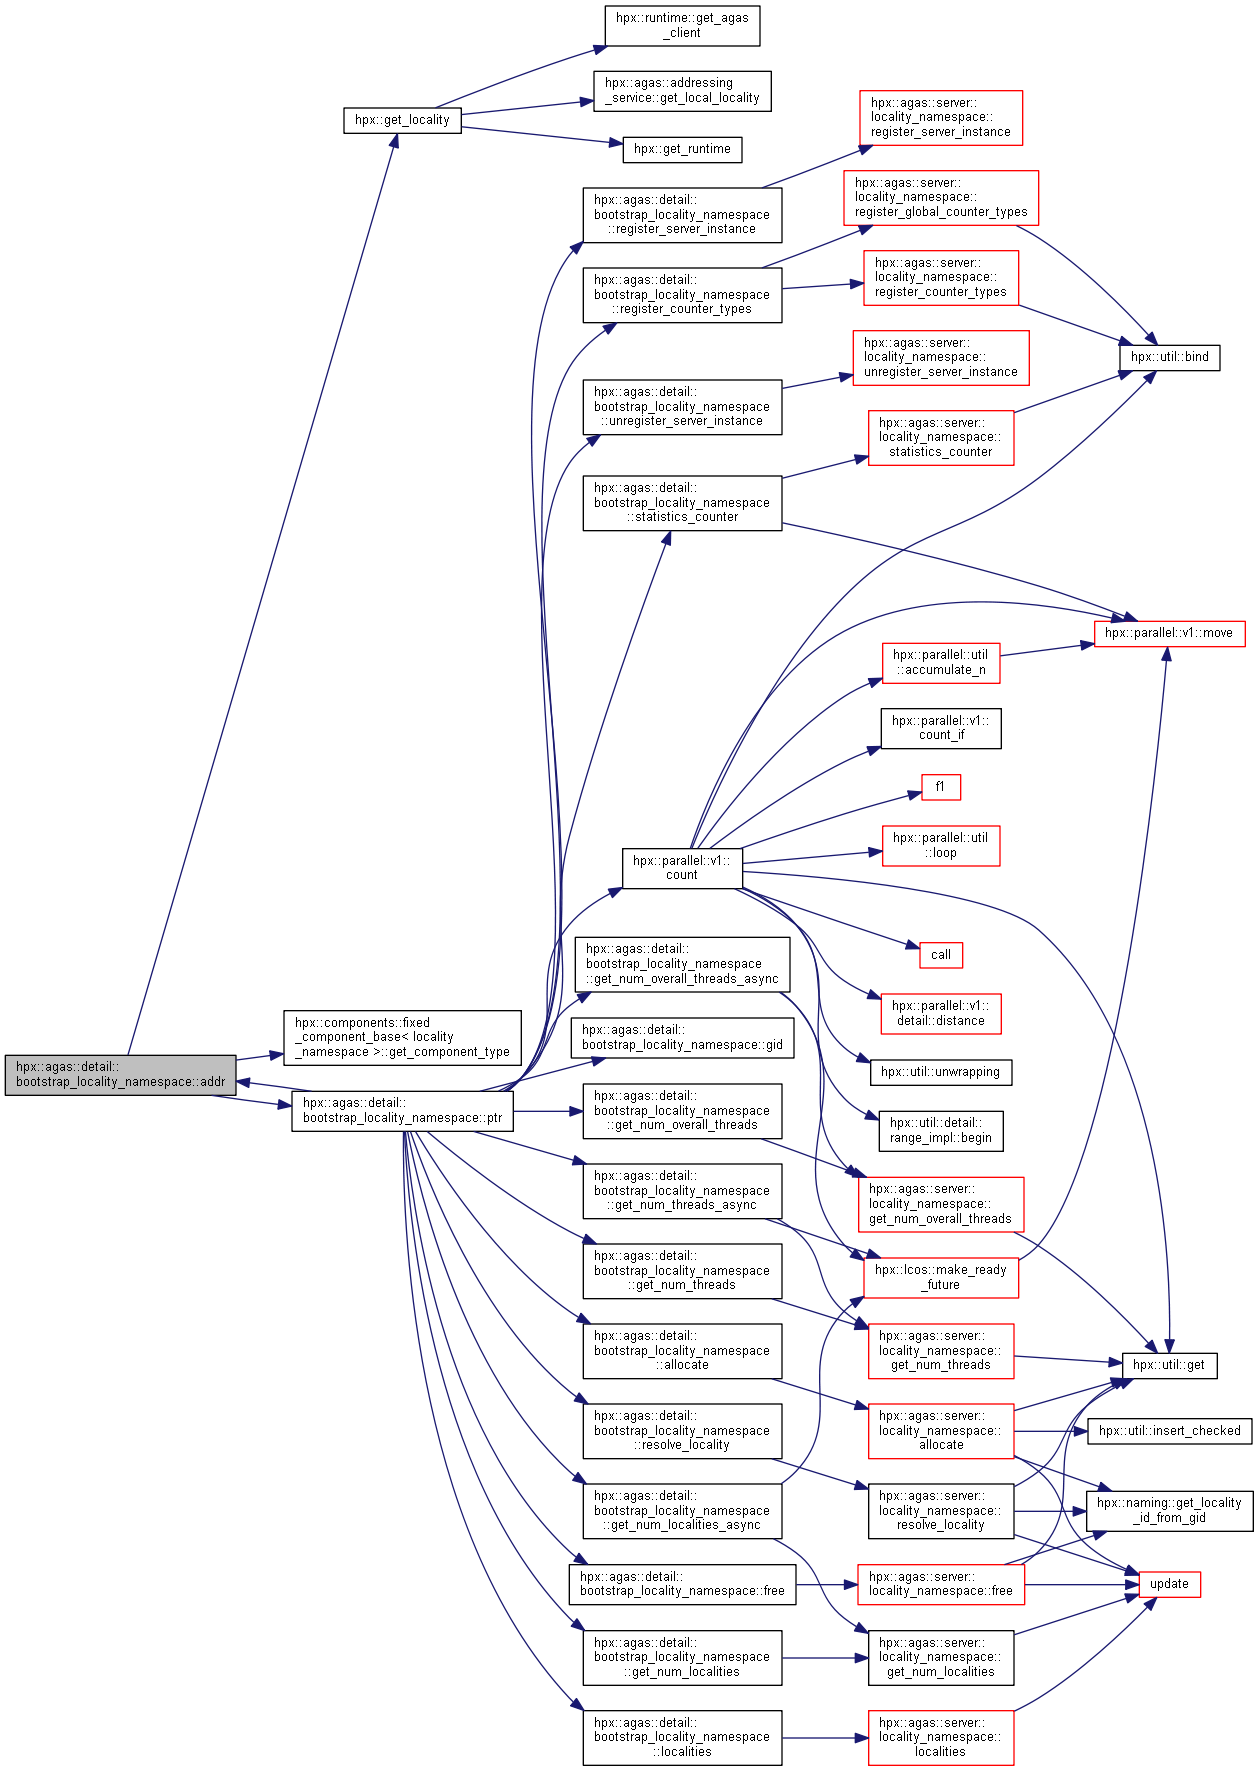 hpx::runtime::get_agas
_client
hpx::agas::addressing
_service::get_local_locality
hpx::get_locality
hpx::get_runtime
hpx::agas::server::
locality_namespace::
register_server_instance
hpx::agas::detail::
bootstrap_locality_namespace
::register_server_instance
hpx::agas::server::
locality_namespace::
register_global_counter_types
hpx::agas::detail::
bootstrap_locality_namespace
::register_counter_types
hpx::agas::server::
locality_namespace::
register_counter_types
hpx::agas::server::
locality_namespace::
unregister_server_instance
hpx::util::bind
hpx::agas::detail::
bootstrap_locality_namespace
::unregister_server_instance
hpx::agas::server::
locality_namespace::
statistics_counter
hpx::agas::detail::
bootstrap_locality_namespace
::statistics_counter
hpx::parallel::v1::move
hpx::parallel::util
::accumulate_n
hpx::parallel::v1::
count_if
f1
hpx::parallel::util
::loop
hpx::parallel::v1::
count
call
hpx::agas::detail::
bootstrap_locality_namespace
::get_num_overall_threads_async
hpx::parallel::v1::
detail::distance
hpx::components::fixed
_component_base< locality
_namespace >::get_component_type
hpx::agas::detail::
bootstrap_locality_namespace::gid
hpx::agas::detail::
bootstrap_locality_namespace::addr
hpx::util::unwrapping
hpx::agas::detail::
bootstrap_locality_namespace::ptr
hpx::agas::detail::
bootstrap_locality_namespace
::get_num_overall_threads
hpx::util::detail::
range_impl::begin
hpx::agas::detail::
bootstrap_locality_namespace
::get_num_threads_async
hpx::agas::server::
locality_namespace::
get_num_overall_threads
hpx::agas::detail::
bootstrap_locality_namespace
::get_num_threads
hpx::lcos::make_ready
_future
hpx::agas::detail::
bootstrap_locality_namespace
::allocate
hpx::agas::server::
locality_namespace::
get_num_threads
hpx::util::get
hpx::agas::detail::
bootstrap_locality_namespace
::resolve_locality
hpx::agas::server::
locality_namespace::
allocate
hpx::util::insert_checked
hpx::agas::detail::
bootstrap_locality_namespace
::get_num_localities_async
hpx::agas::server::
locality_namespace::
resolve_locality
hpx::naming::get_locality
_id_from_gid
hpx::agas::detail::
bootstrap_locality_namespace::free
hpx::agas::server::
locality_namespace::free
update
hpx::agas::detail::
bootstrap_locality_namespace
::get_num_localities
hpx::agas::server::
locality_namespace::
get_num_localities
hpx::agas::detail::
bootstrap_locality_namespace
::localities
hpx::agas::server::
locality_namespace::
localities